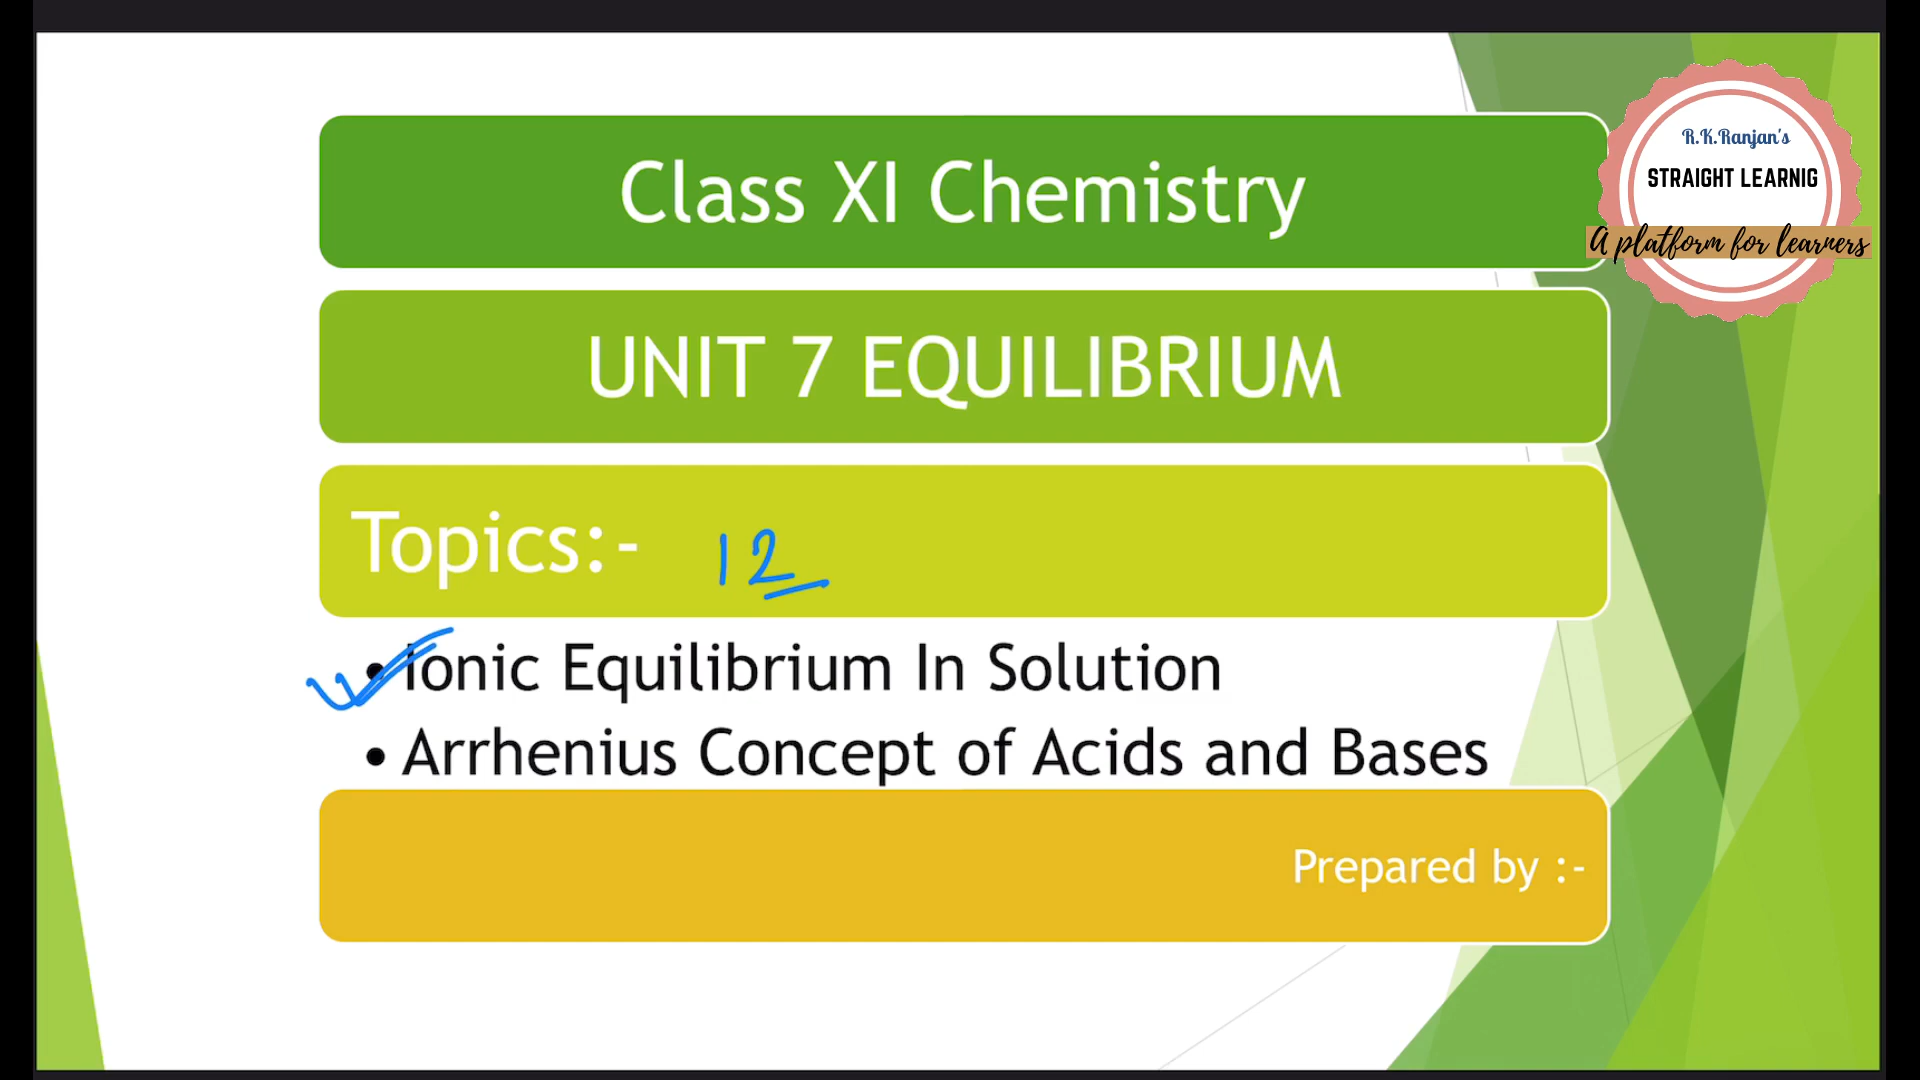 Class XI Chemistry
R.K.Ranjan's
STRAIGHT LEARNIG
A platform for learners
UNIT 7 EQUILIBRIUM
Topics:- 12
• Ionic Equilibrium In Solution
• Arrhenius Concept of Acids and Bases
Prepared by :-